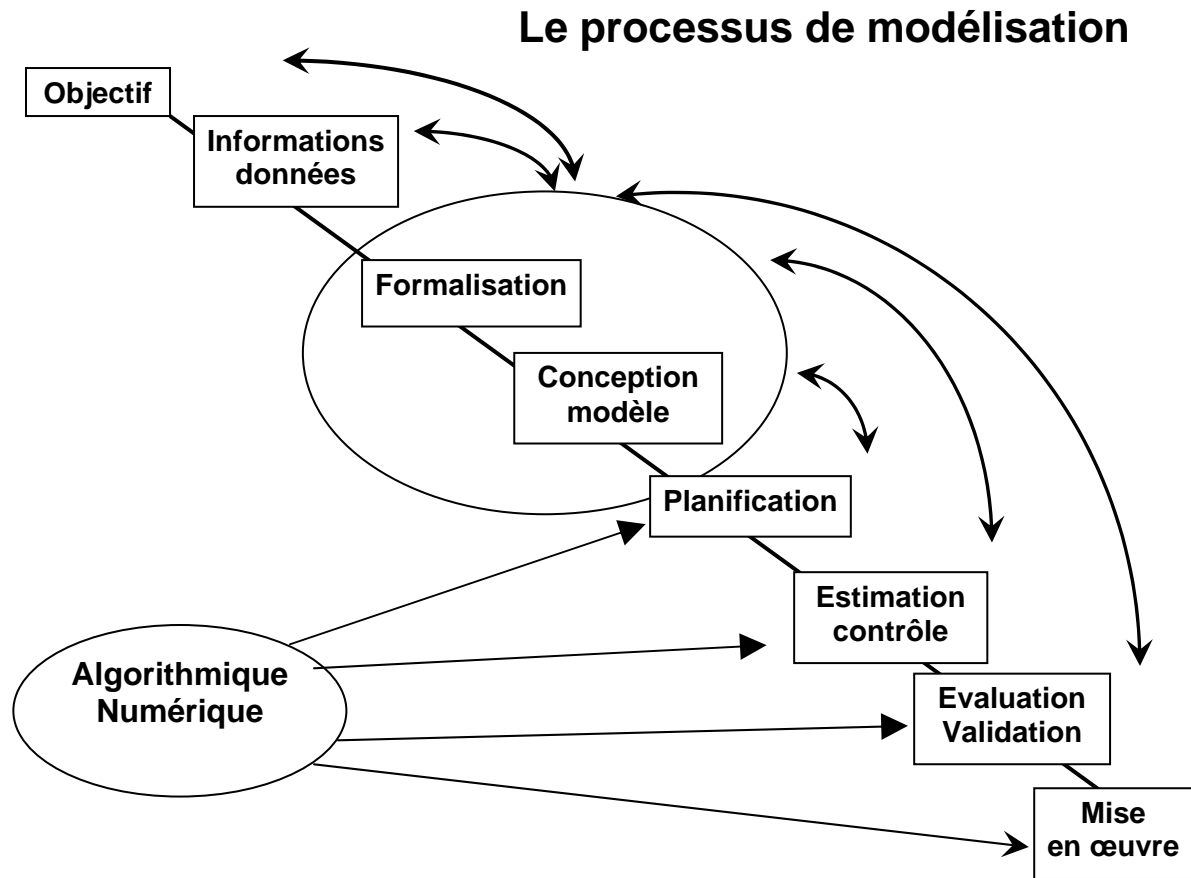 Le processus de modélisation
Objectif
Informations
données
Formalisation
Conception
modèle
Planification
Estimation
contrôle
Algorithmique
Numérique
Evaluation
Validation
Mise
en œuvre